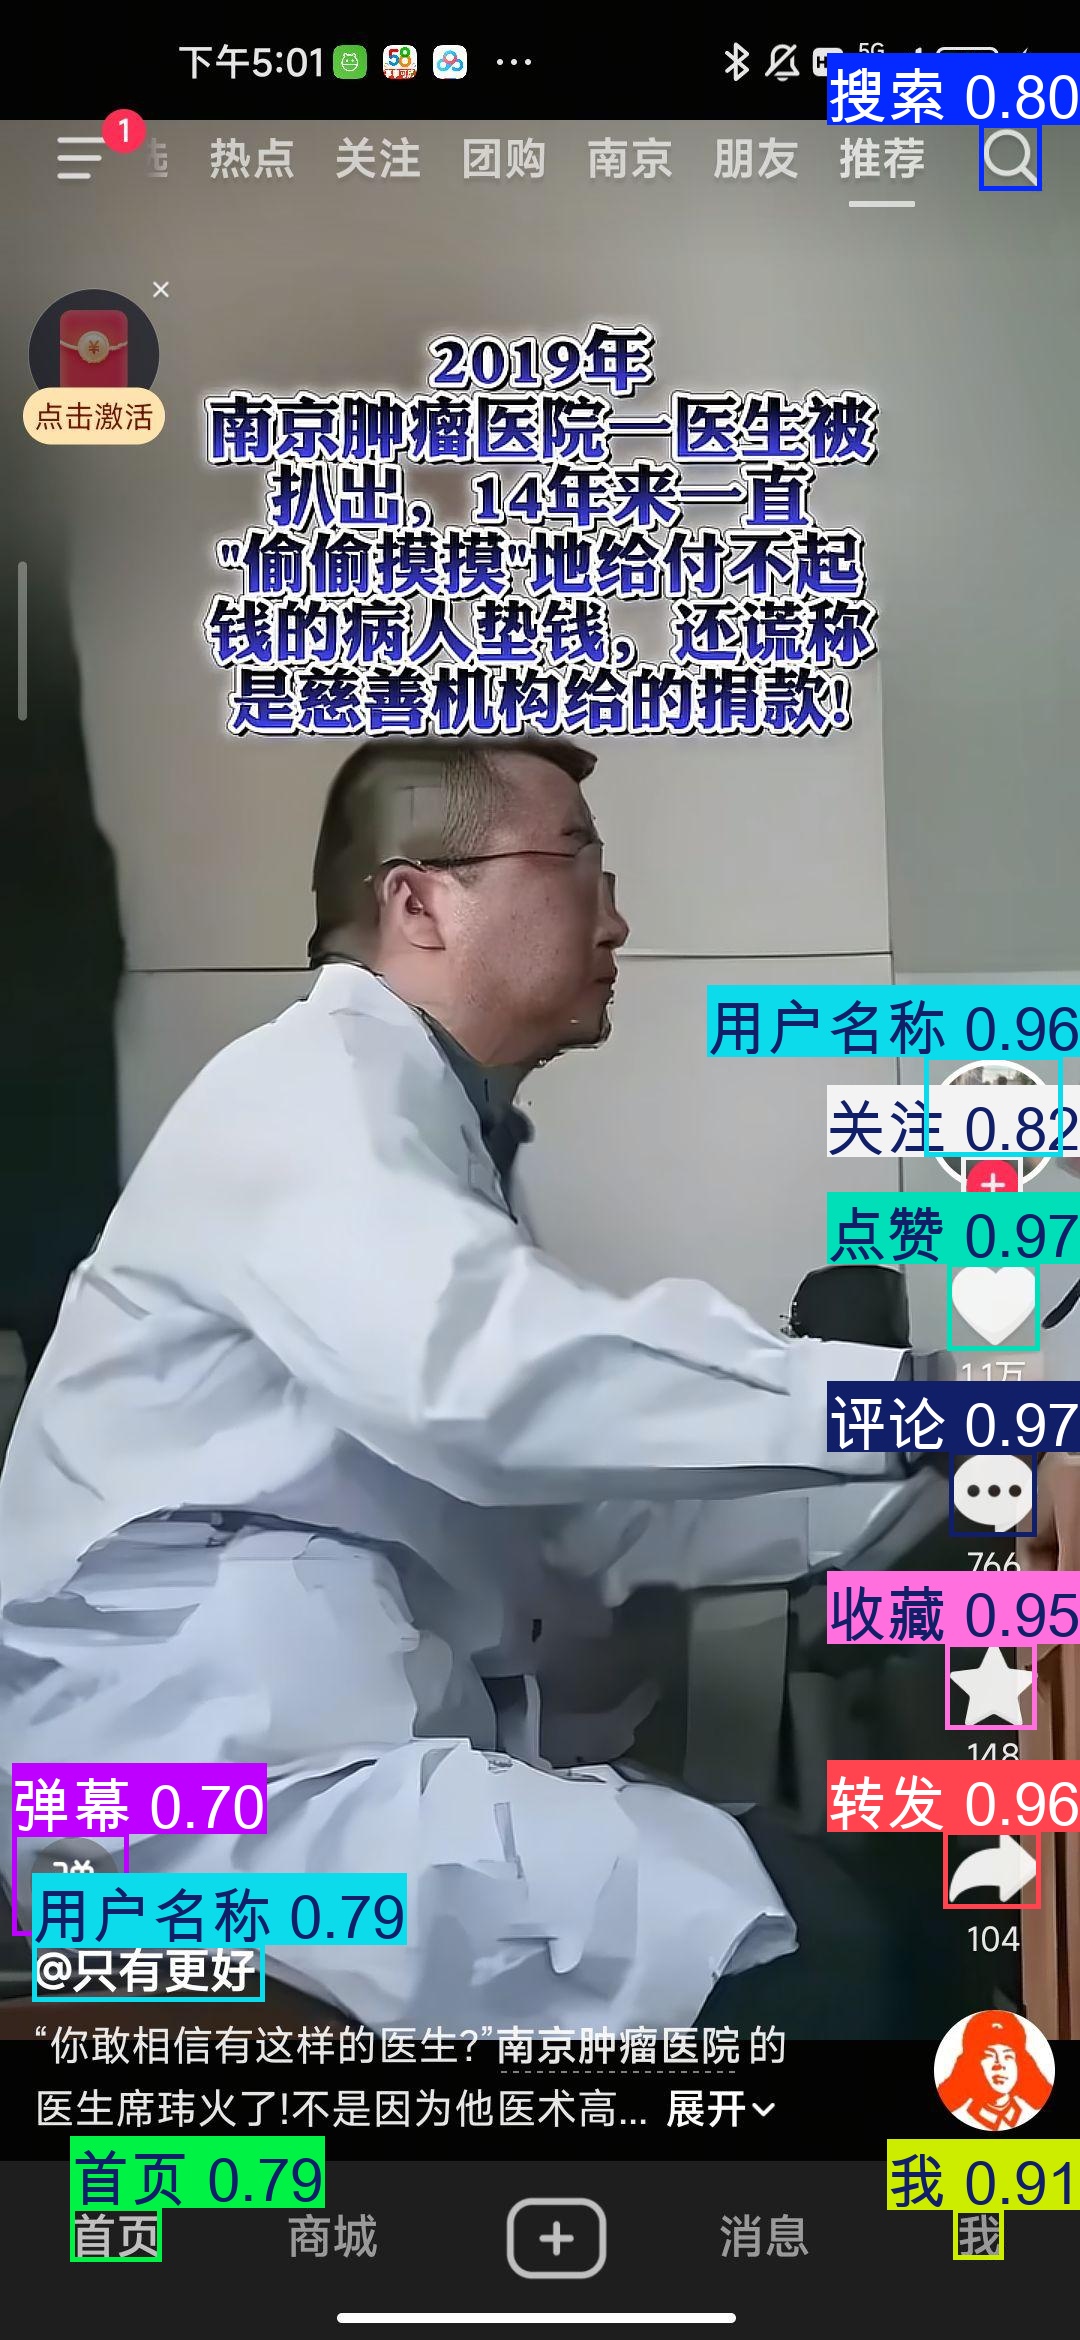 下午5:01
58
5G
搜索 0.80
1
热点 关注 团购 南京 朋友 推荐
点击激活
2019年
南京肿瘤医院一医生被
扒出，14年来一直
"偷偷摸摸"地给付不起
钱的病人垫钱，还谎称
是慈善机构给的捐款!
用户名称 0.96
关注 0.82
点赞 0.97
1.1万
评论 0.97
766
收藏 0.95
148
转发 0.96
104
弹幕 0.70
用户名称 0.79
@只有更好
“你敢相信有这样的医生?”南京肿瘤医院的
医生席玮火了!不是因为他医术高... 展开
首页 0.79
我 0.91
首页 商城 消息 我